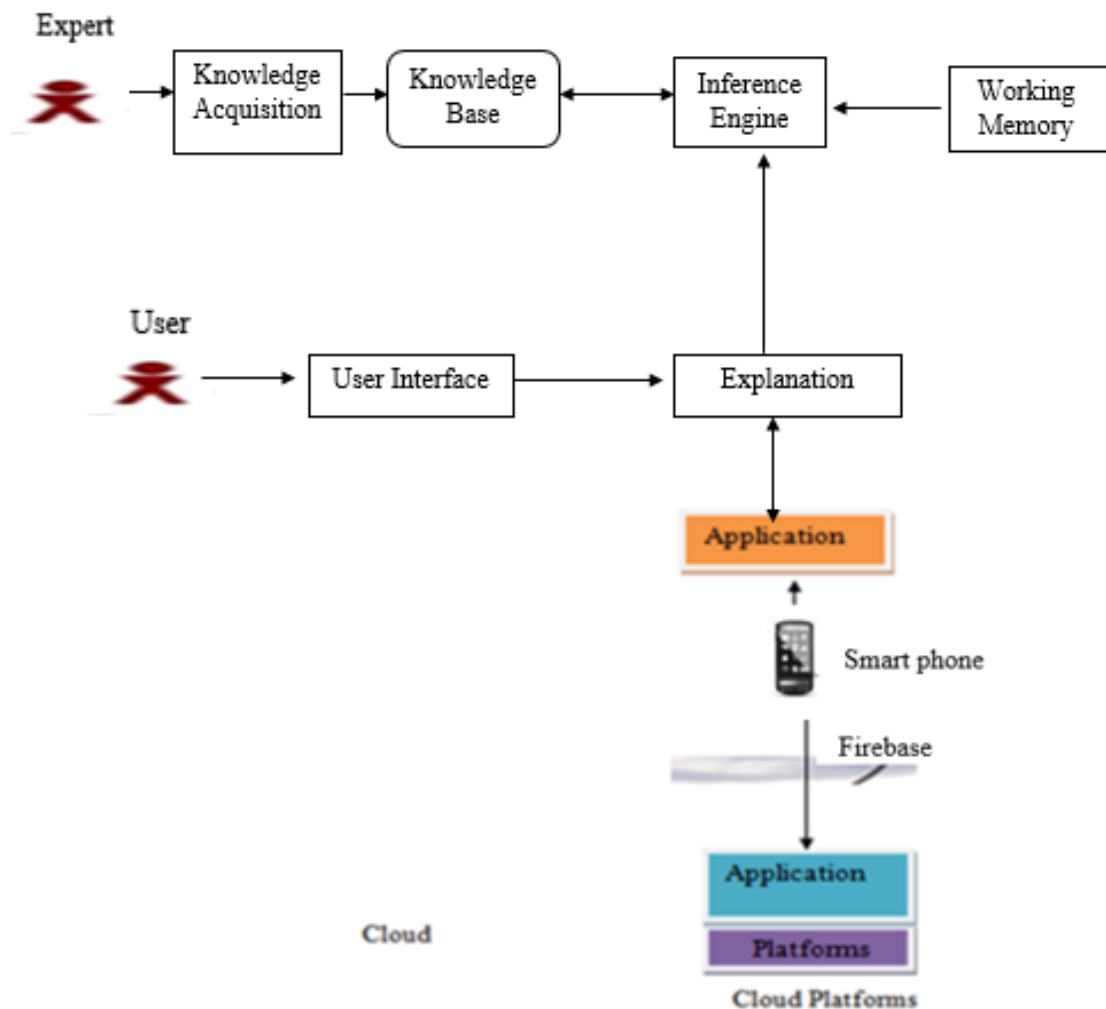 Expert
Knowledge
Acquisition
Knowledge
Base
Inference
Engine
Working
Memory
User
User Interface
Explanation
Application
Smart phone
Firebase
Application
Cloud
Platforms
Cloud Platforms